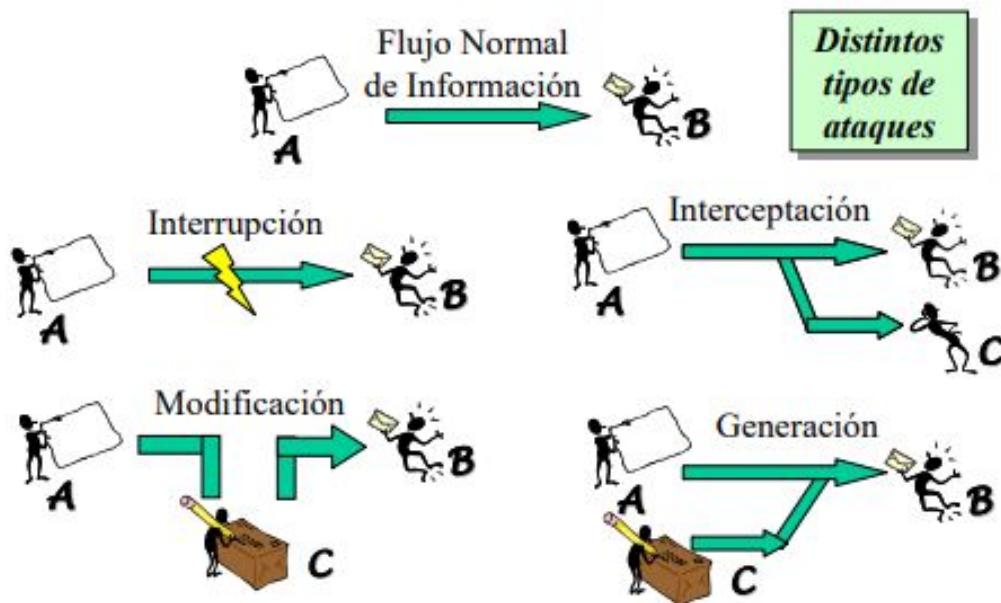 Flujo Normal
de Información
A
B
Distintos
tipos de
ataques
Interrupción
A
B
Interceptación
A
B
C
Modificación
A
B
C
Generación
A
B
C